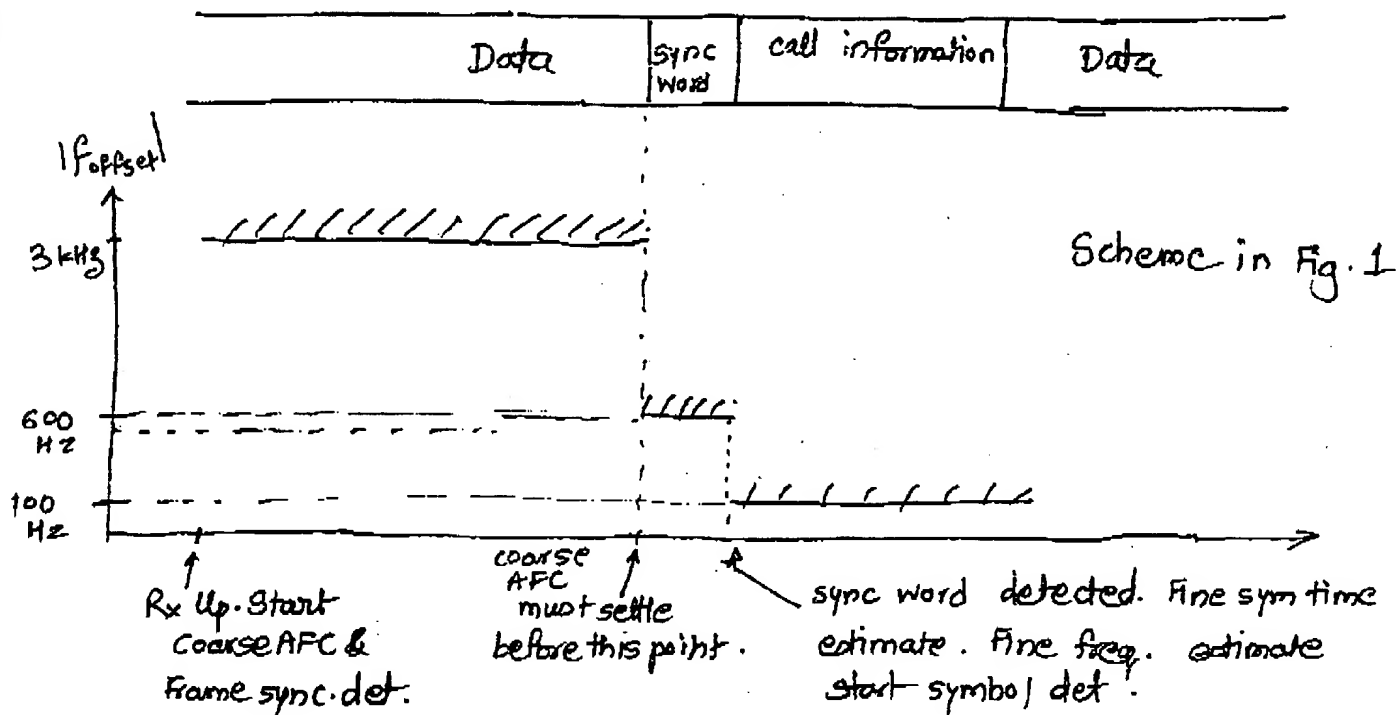 Data
sync
word
call information
Data
|foffset|
3 kHz
Scheme in Fig. 1
600
HZ
100
HZ
Rx Up. Start
Coarse AFC &
Frame sync. det.
coarse
AFC
must settle
before this point.
sync word detected. Fine sym time
estimate. Fine freq. estimate
start symbol det.